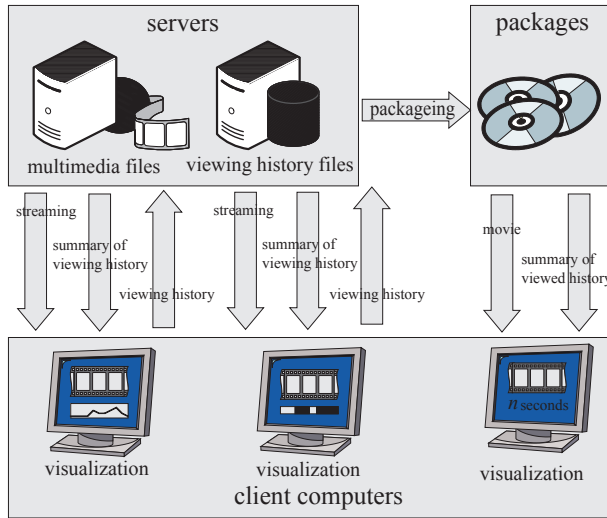 servers
packages
packageing
multimedia files
viewing history files
streaming
summary of
viewing history
viewing history
streaming
summary of
viewing history
viewing history
movie
summary of
viewed history
n seconds
visualization
visualization
visualization
client computers